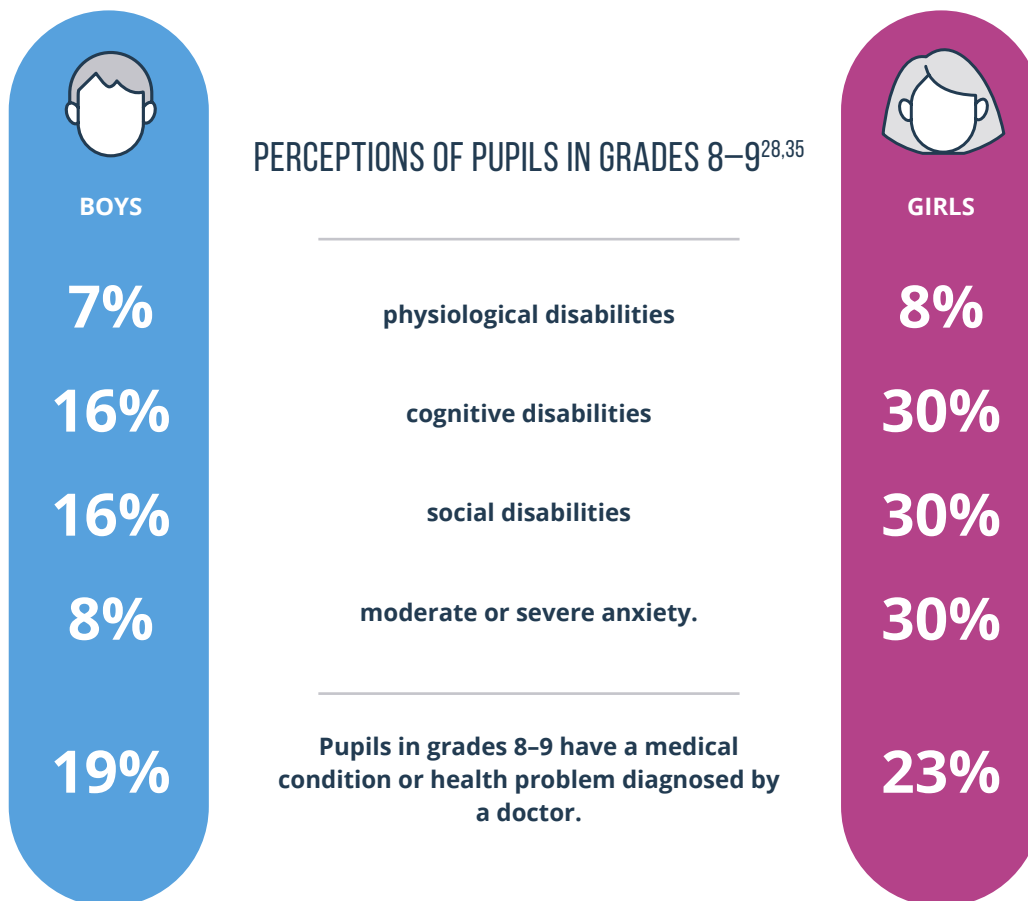 PERCEPTIONS OF PUPILS IN GRADES 8–9²⁸,³⁵
BOYS
GIRLS
7%
physiological disabilities
8%
16%
cognitive disabilities
30%
16%
social disabilities
30%
8%
moderate or severe anxiety.
30%
19%
Pupils in grades 8–9 have a medical
condition or health problem diagnosed by
a doctor.
23%